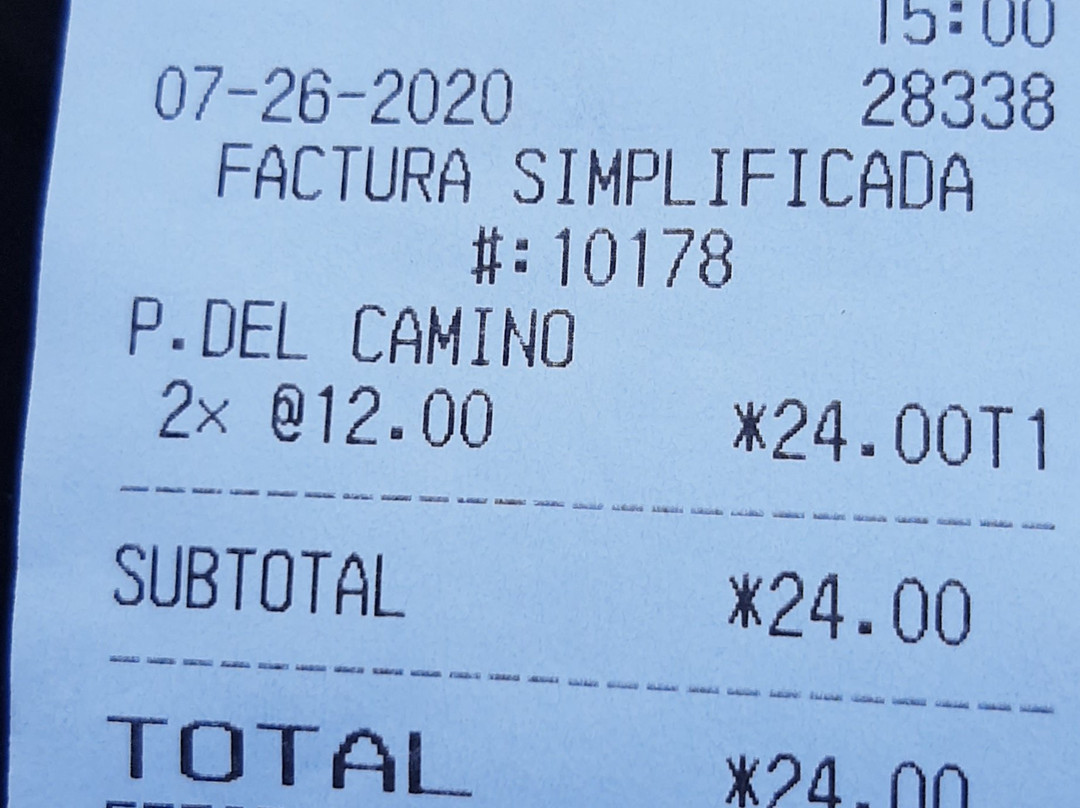 15:00
07-26-2020 28338
FACTURA SIMPLIFICADA
#:10178
P.DEL CAMINO
2x @12.00 *24.00T1
SUBTOTAL *24.00
TOTAL *24.00